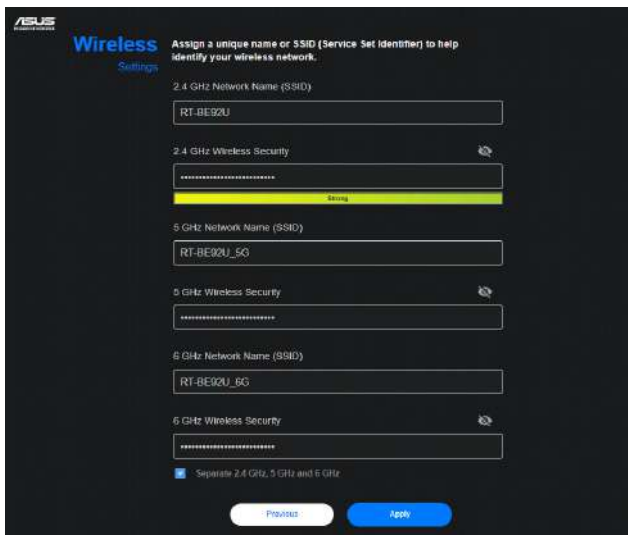 ASUS
Wireless
Settings
Assign a unique name or SSID (Service Set Identifier) to help
identify your wireless network.
2.4 GHz Network Name (SSID)
RT-BE92U
2.4 GHz Wireless Security
Strong
5 GHz Network Name (SSID)
RT-BE92U_5G
5 GHz Wireless Security
6 GHz Network Name (SSID)
RT-BE92U_6G
6 GHz Wireless Security
Separate 2.4 GHz, 5 GHz and 6 GHz
Previous
Apply